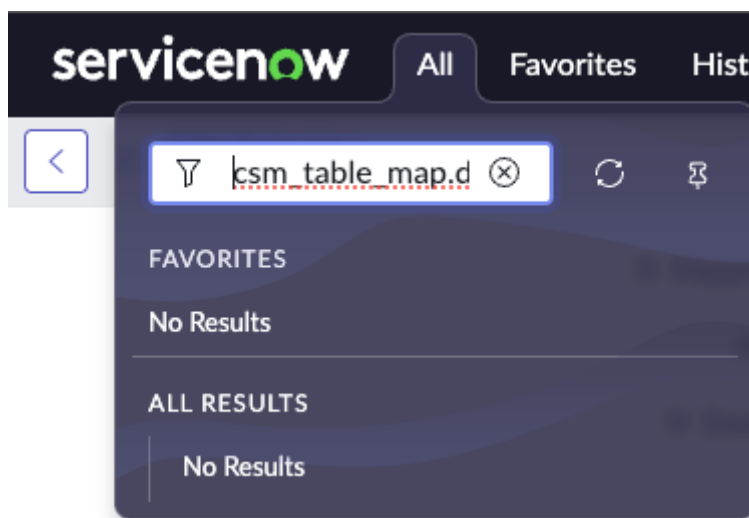 servicenow All Favorites Hist
csm_table_map.d
FAVORITES
No Results
ALL RESULTS
No Results